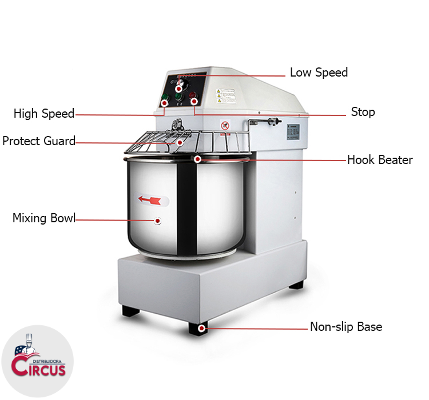 Low Speed
High Speed
Stop
Protect Guard
Hook Beater
Mixing Bowl
Non-slip Base
DISTRIBUIDORA
CIRCUS